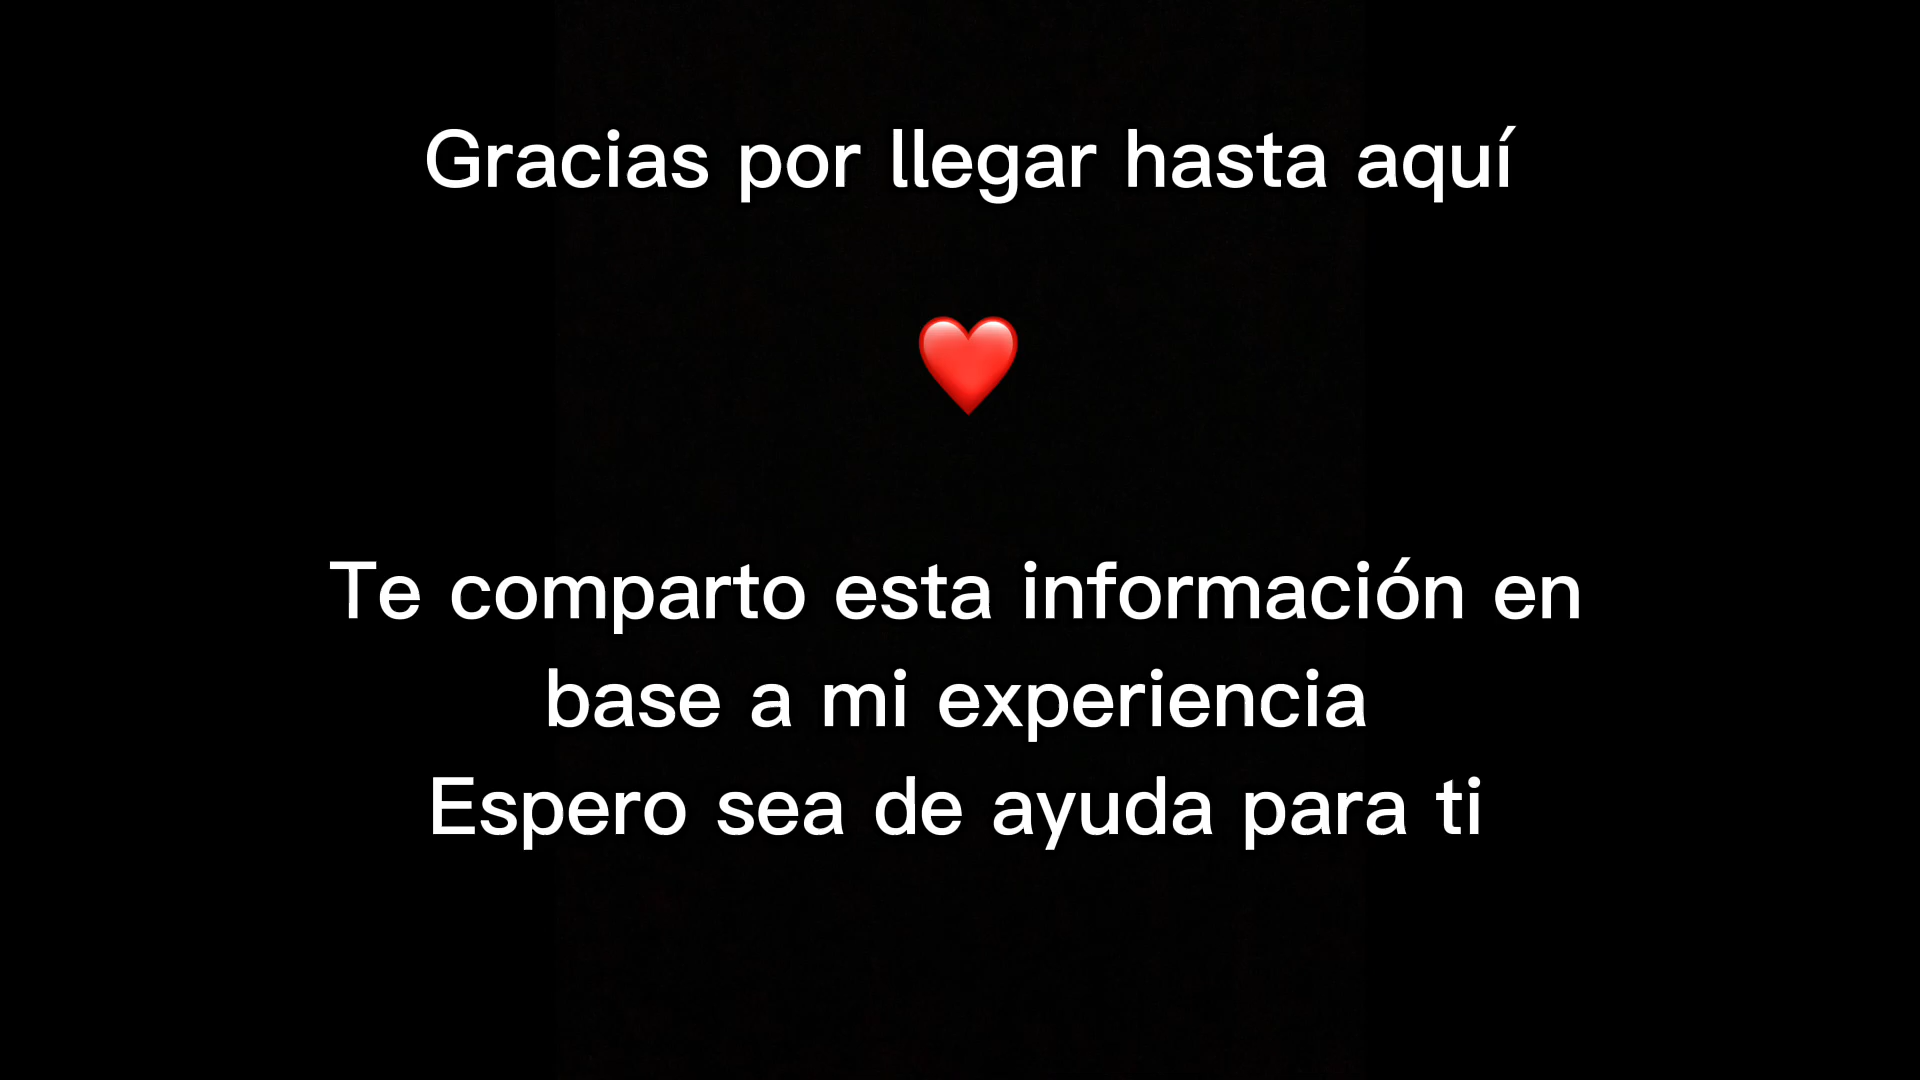 Gracias por llegar hasta aquí
❤️
Te comparto esta información en
base a mi experiencia
Espero sea de ayuda para ti